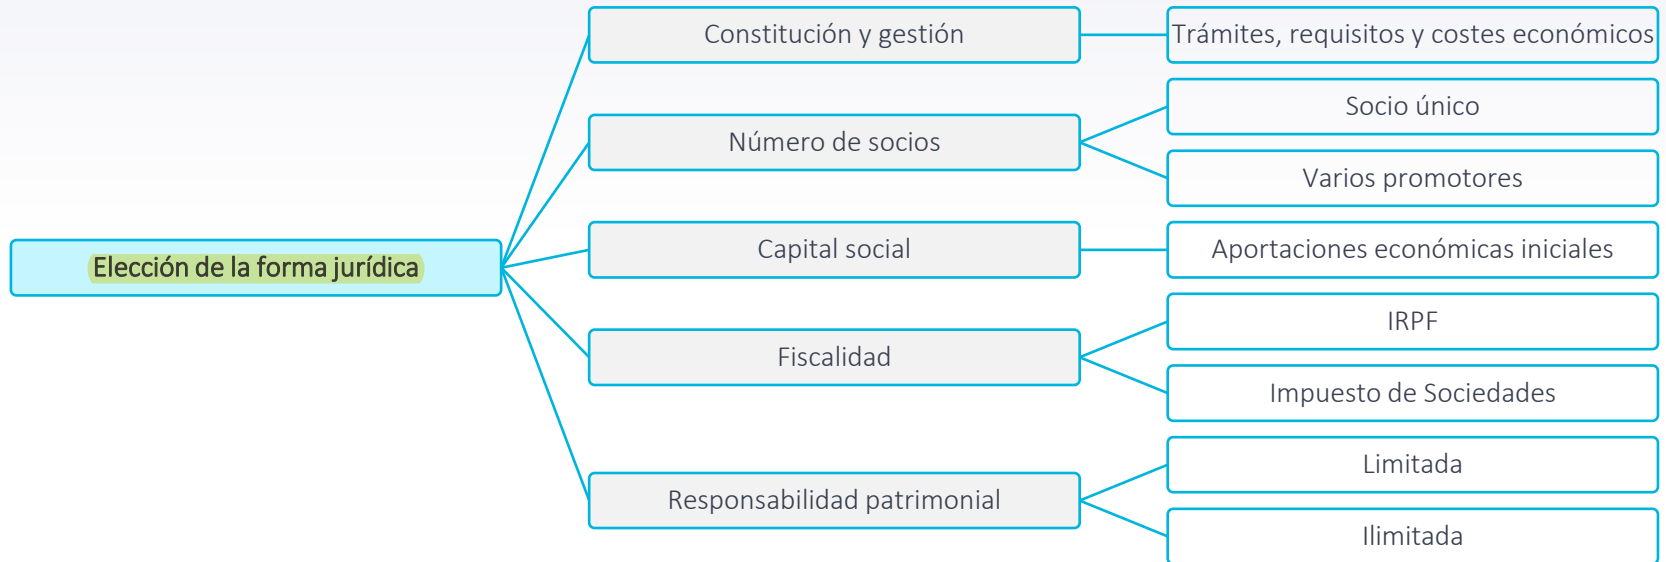 Elección de la forma jurídica
Constitución y gestión
Trámites, requisitos y costes económicos
Número de socios
Socio único
Varios promotores
Capital social
Aportaciones económicas iniciales
Fiscalidad
IRPF
Impuesto de Sociedades
Responsabilidad patrimonial
Limitada
Ilimitada